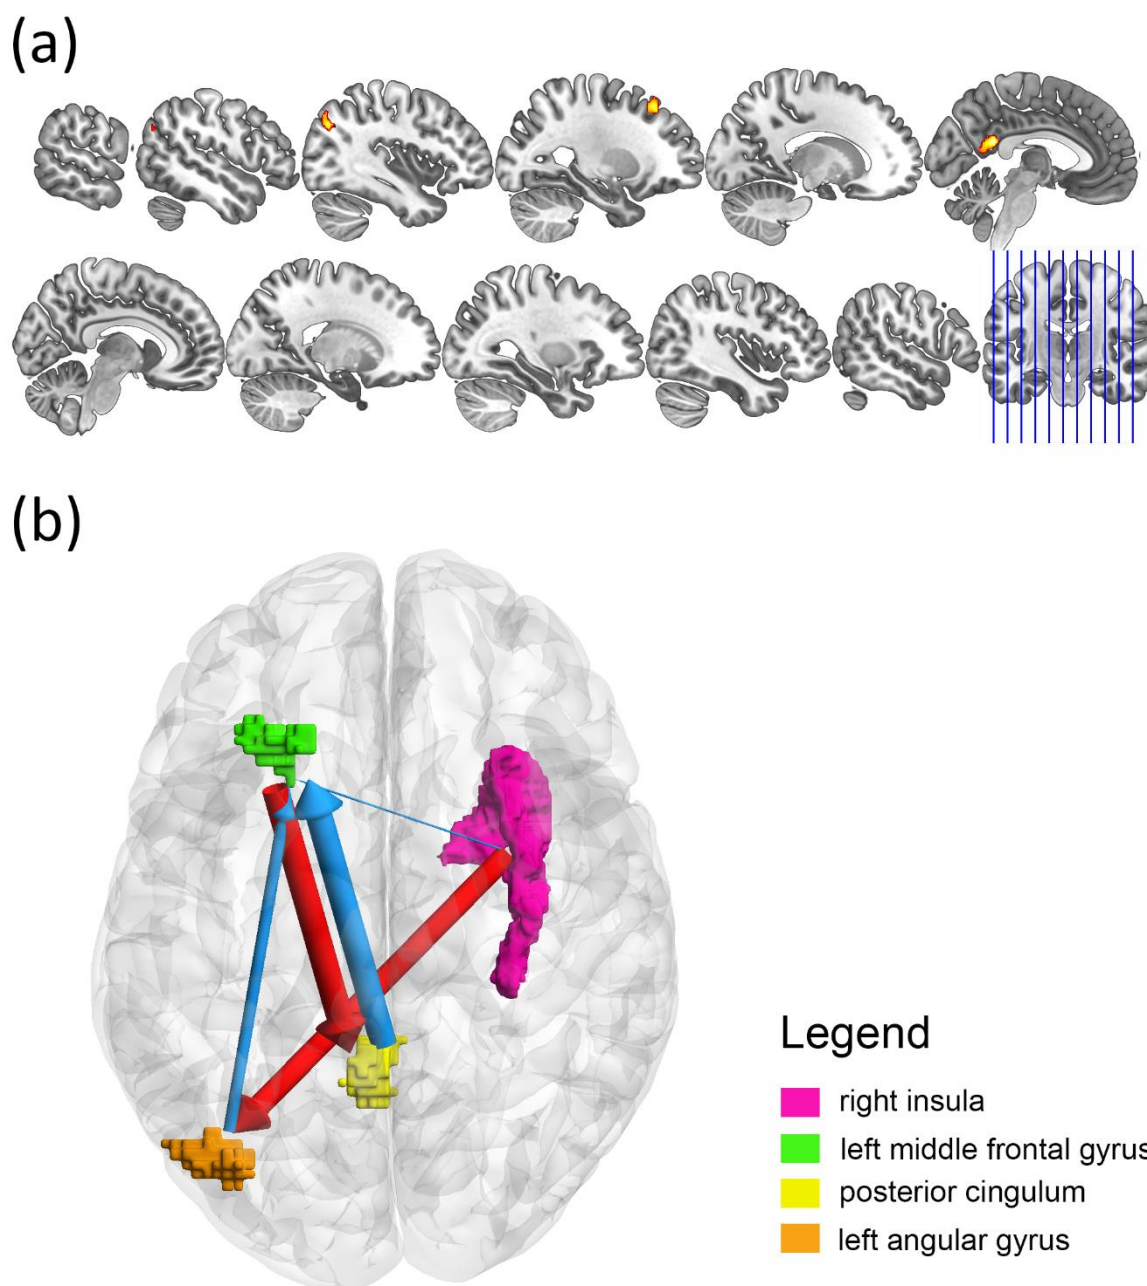 (a)
(b)
Legend
right insula
left middle frontal gyrus
posterior cingulum
left angular gyrus